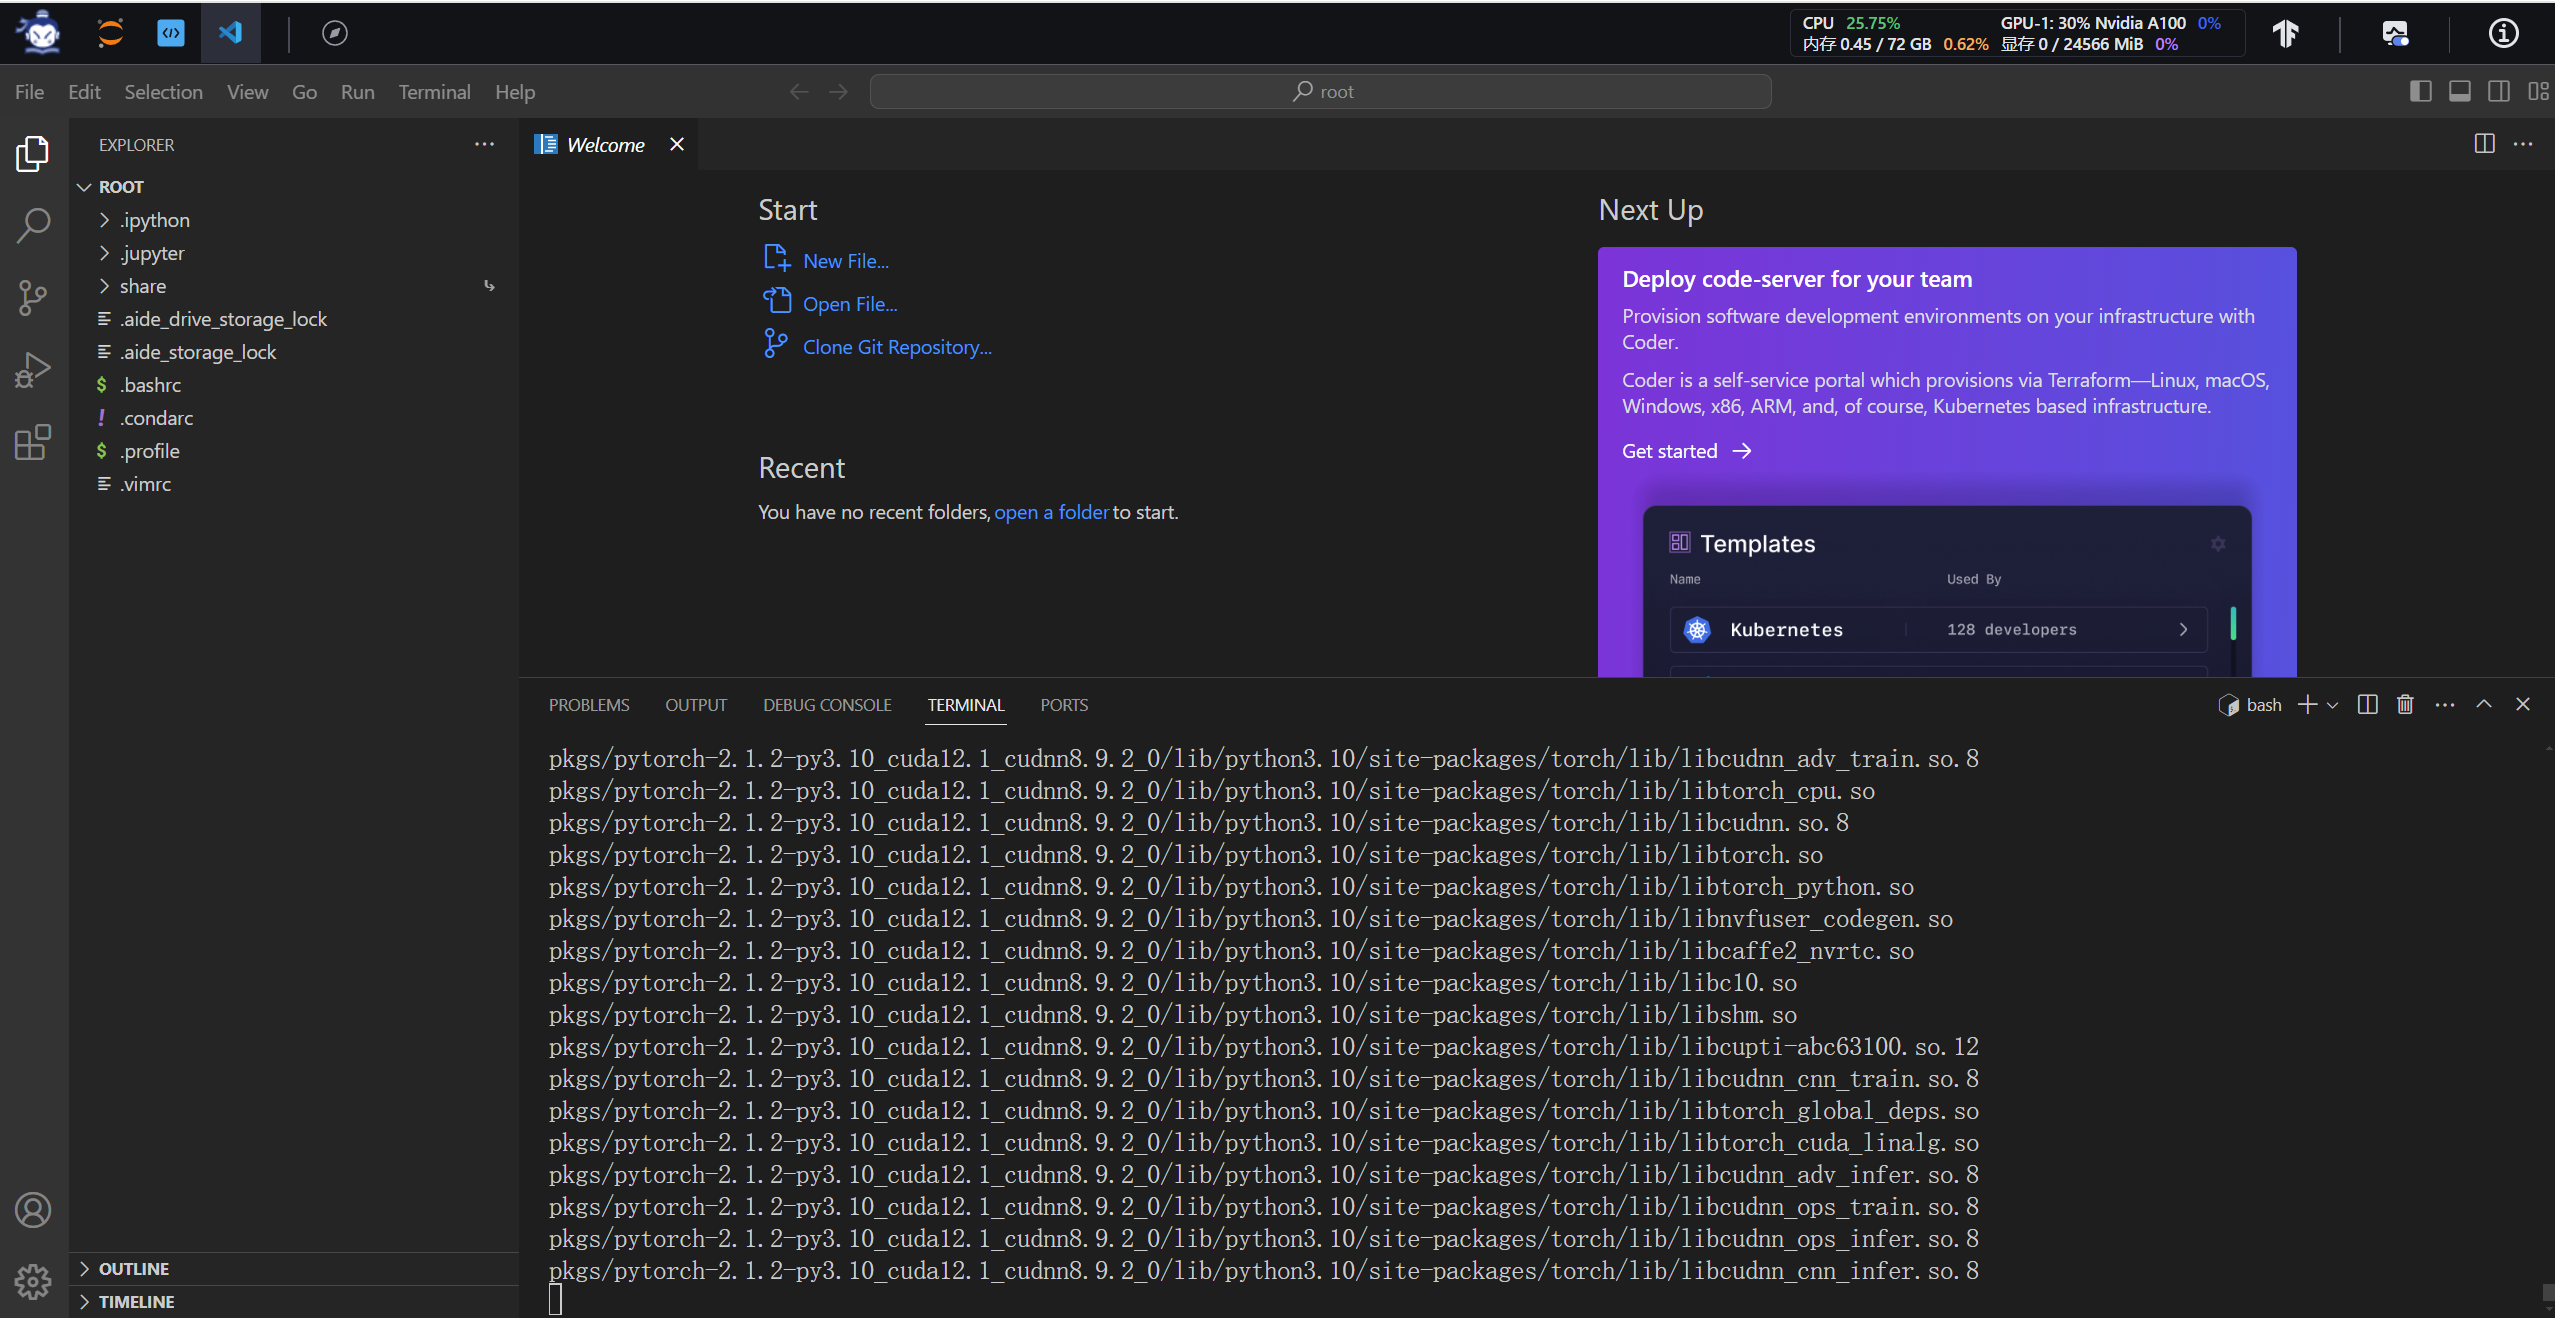 CPU 25.75% GPU-1: 30% Nvidia A100 0%
内存 0.45 / 72 GB 0.62% 显存 0 / 24566 MiB 0%
File Edit Selection View Go Run Terminal Help
root
EXPLORER
Welcome
ROOT
.ipython
.jupyter
share
.aide_drive_storage_lock
.aide_storage_lock
.bashrc
.condarc
.profile
.vimrc
OUTLINE
TIMELINE
Start
New File...
Open File...
Clone Git Repository...
Recent
You have no recent folders, open a folder to start.
Next Up
Deploy code-server for your team
Provision software development environments on your infrastructure with
Coder.
Coder is a self-service portal which provisions via Terraform—Linux, macOS,
Windows, x86, ARM, and, of course, Kubernetes based infrastructure.
Get started
Templates
Name Used By
Kubernetes 128 developers
PROBLEMS OUTPUT DEBUG CONSOLE TERMINAL PORTS
bash
pkgs/pytorch-2.1.2-py3.10_cuda12.1_cudnn8.9.2_0/lib/python3.10/site-packages/torch/lib/libcudnn_adv_train.so.8
pkgs/pytorch-2.1.2-py3.10_cuda12.1_cudnn8.9.2_0/lib/python3.10/site-packages/torch/lib/libtorch_cpu.so
pkgs/pytorch-2.1.2-py3.10_cuda12.1_cudnn8.9.2_0/lib/python3.10/site-packages/torch/lib/libcudnn.so.8
pkgs/pytorch-2.1.2-py3.10_cuda12.1_cudnn8.9.2_0/lib/python3.10/site-packages/torch/lib/libtorch.so
pkgs/pytorch-2.1.2-py3.10_cuda12.1_cudnn8.9.2_0/lib/python3.10/site-packages/torch/lib/libtorch_python.so
pkgs/pytorch-2.1.2-py3.10_cuda12.1_cudnn8.9.2_0/lib/python3.10/site-packages/torch/lib/libnvfuser_codegen.so
pkgs/pytorch-2.1.2-py3.10_cuda12.1_cudnn8.9.2_0/lib/python3.10/site-packages/torch/lib/libcaffe2_nvrtc.so
pkgs/pytorch-2.1.2-py3.10_cuda12.1_cudnn8.9.2_0/lib/python3.10/site-packages/torch/lib/libc10.so
pkgs/pytorch-2.1.2-py3.10_cuda12.1_cudnn8.9.2_0/lib/python3.10/site-packages/torch/lib/libshm.so
pkgs/pytorch-2.1.2-py3.10_cuda12.1_cudnn8.9.2_0/lib/python3.10/site-packages/torch/lib/libcupti-abc63100.so.12
pkgs/pytorch-2.1.2-py3.10_cuda12.1_cudnn8.9.2_0/lib/python3.10/site-packages/torch/lib/libcudnn_cnn_train.so.8
pkgs/pytorch-2.1.2-py3.10_cuda12.1_cudnn8.9.2_0/lib/python3.10/site-packages/torch/lib/libtorch_global_deps.so
pkgs/pytorch-2.1.2-py3.10_cuda12.1_cudnn8.9.2_0/lib/python3.10/site-packages/torch/lib/libtorch_cuda_linalg.so
pkgs/pytorch-2.1.2-py3.10_cuda12.1_cudnn8.9.2_0/lib/python3.10/site-packages/torch/lib/libcudnn_adv_infer.so.8
pkgs/pytorch-2.1.2-py3.10_cuda12.1_cudnn8.9.2_0/lib/python3.10/site-packages/torch/lib/libcudnn_ops_train.so.8
pkgs/pytorch-2.1.2-py3.10_cuda12.1_cudnn8.9.2_0/lib/python3.10/site-packages/torch/lib/libcudnn_ops_infer.so.8
pkgs/pytorch-2.1.2-py3.10_cuda12.1_cudnn8.9.2_0/lib/python3.10/site-packages/torch/lib/libcudnn_cnn_infer.so.8